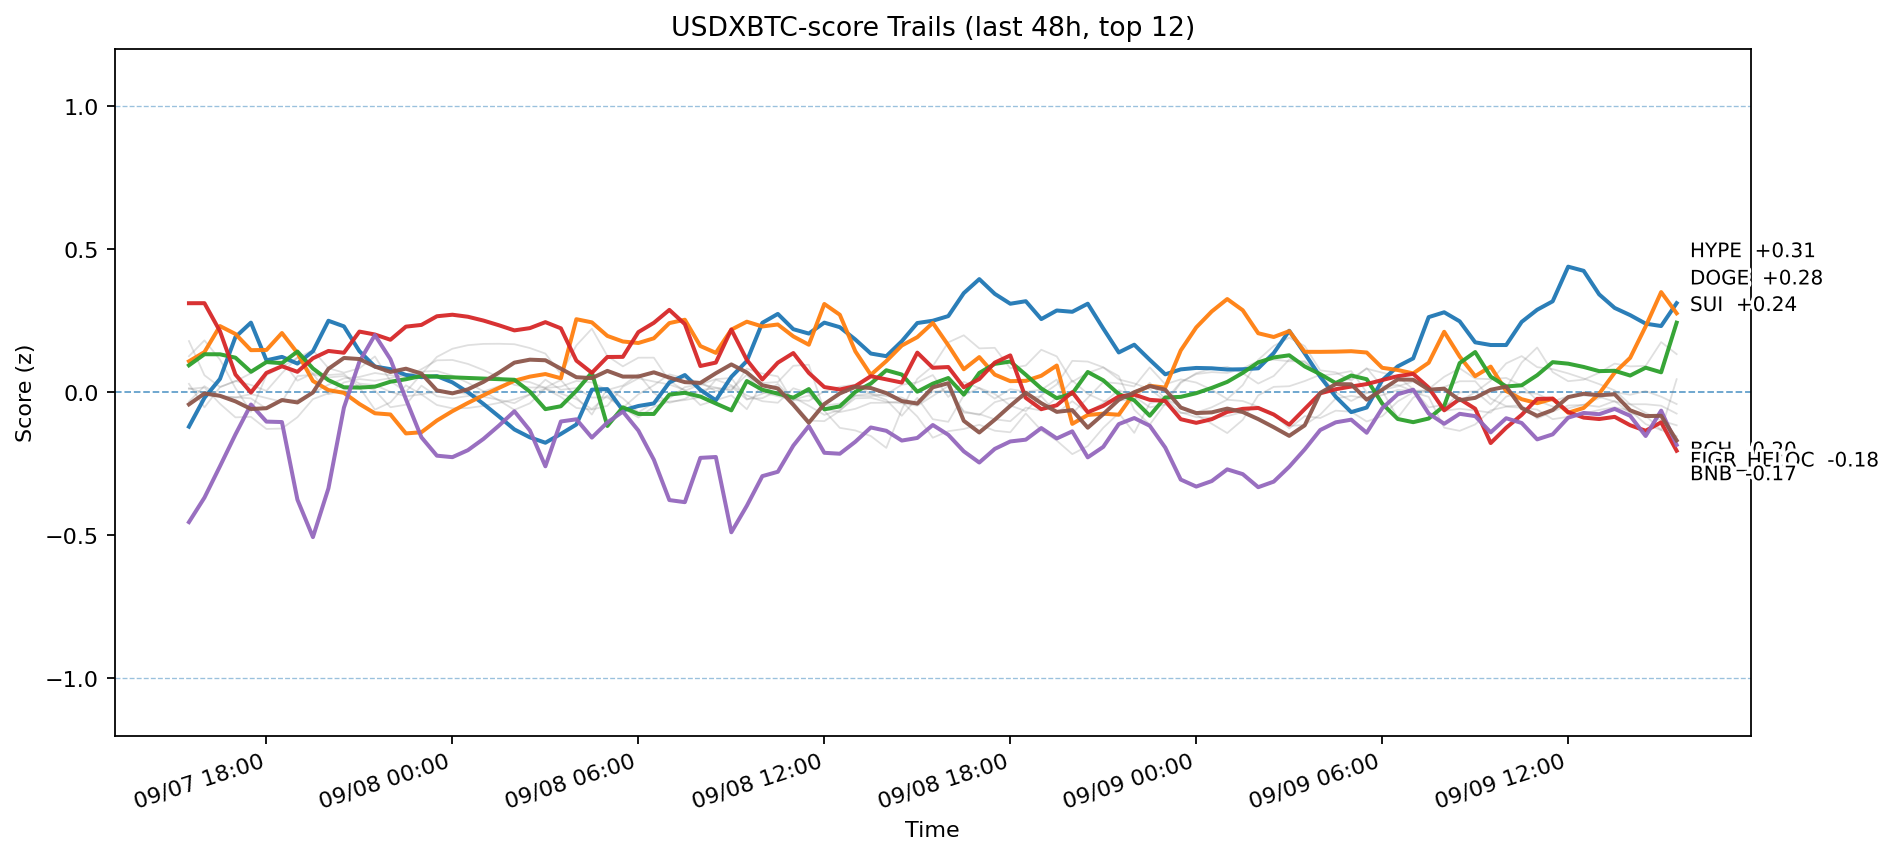 USDXBTC-score Trails (last 48h, top 12)
Score (z)
1.0
0.5
0.0
−0.5
−1.0
HYPE +0.31
DOGE +0.28
SUI +0.24
BCH -0.20
FIGR_HELOC -0.18
BNB -0.17
09/07 18:00
09/08 00:00
09/08 06:00
09/08 12:00
09/08 18:00
09/09 00:00
09/09 06:00
09/09 12:00
Time